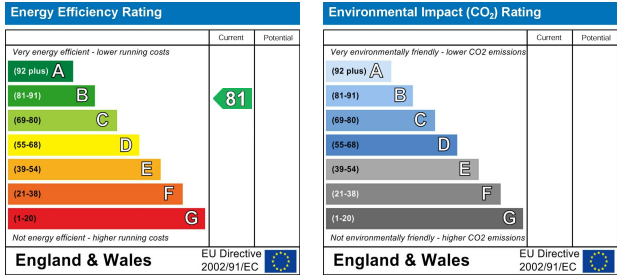 Energy Efficiency Rating
Current Potential
Very energy efficient - lower running costs
(92 plus) A
(81-91) B
81
(69-80) C
(55-68) D
(39-54) E
(21-38) F
(1-20) G
Not energy efficient - higher running costs
England & Wales
EU Directive
2002/91/EC
Environmental Impact (CO₂) Rating
Current Potential
Very environmentally friendly - lower CO2 emissions
(92 plus) A
(81-91) B
(69-80) C
(55-68) D
(39-54) E
(21-38) F
(1-20) G
Not environmentally friendly - higher CO2 emissions
England & Wales
EU Directive
2002/91/EC